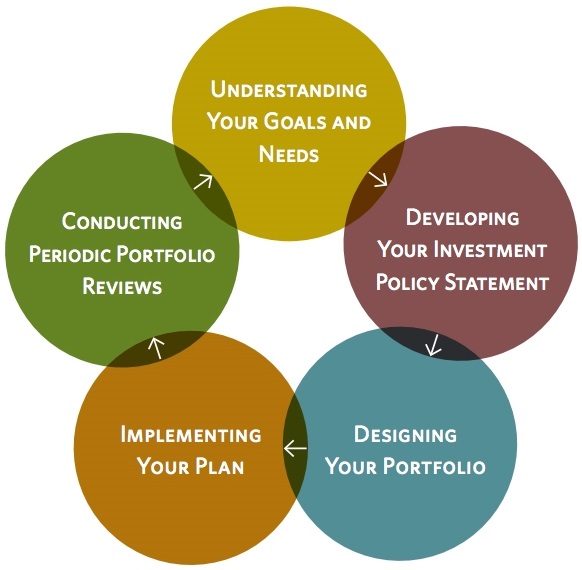 Understanding
Your Goals and
Needs
Developing
Your Investment
Policy Statement
Designing
Your Portfolio
Implementing
Your Plan
Conducting
Periodic Portfolio
Reviews